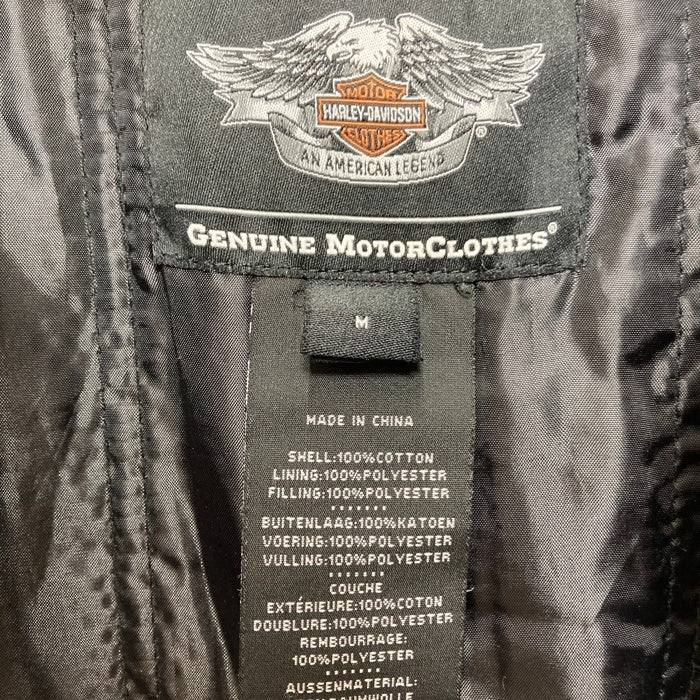 MOTOR
HARLEY-DAVIDSON
CLOTHES
®
AN AMERICAN LEGEND
GENUINE MOTORCLOTHES®
M
MADE IN CHINA
SHELL:100%COTTON
LINING:100%POLYESTER
FILLING:100%POLYESTER
.......
BUITENLAAG:100%KATOEN
VOERING:100%POLYESTER
VULLING:100%POLYESTER
.......
COUCHE
EXTÉRIEURE:100%COTON
DOUBLURE:100%POLYESTER
REMBOURRAGE:
100%POLYESTER
.......
AUSSENMATERIAL: